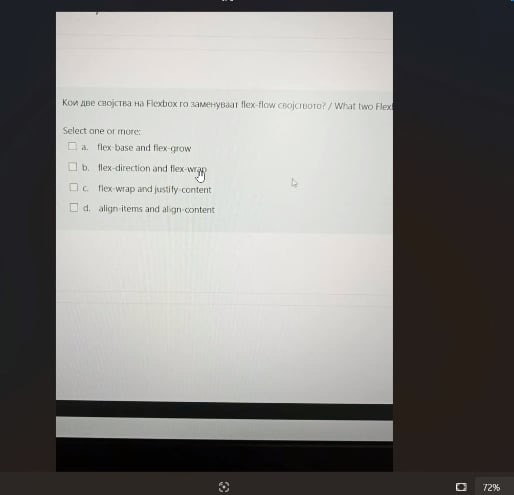 Кои две својства на Flexbox го заменуваат flex-flow својството? / What two Flex
Select one or more:
a. flex-base and flex-grow
b. flex-direction and flex-wrap
c. flex-wrap and justify-content
d. align-items and align-content
72%